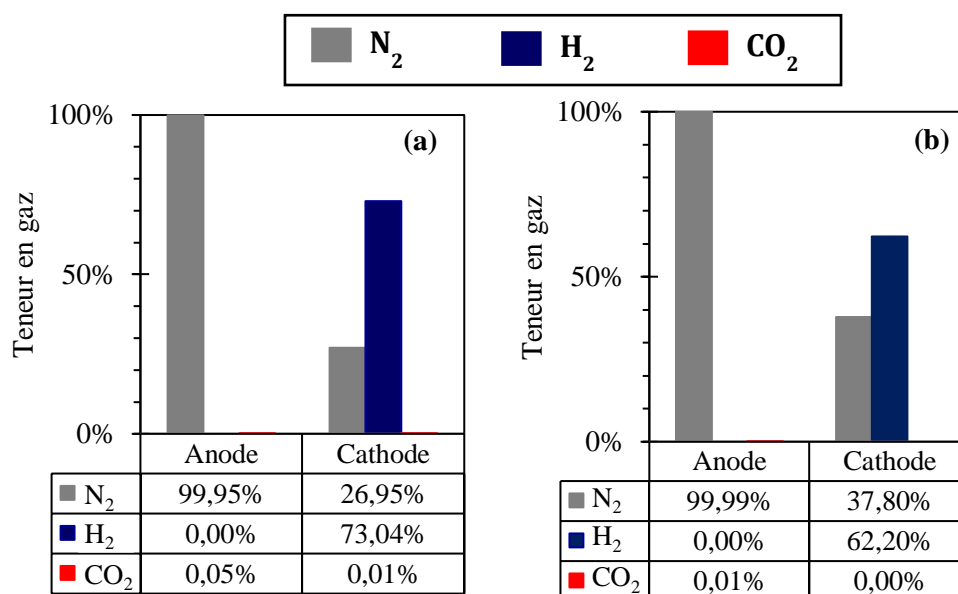 N2 H2 CO2
(a)
Teneur en gaz
100%
50%
0%
Anode Cathode
N2 99,95% 26,95%
H2 0,00% 73,04%
CO2 0,05% 0,01%
(b)
Teneur en gaz
100%
50%
0%
Anode Cathode
N2 99,99% 37,80%
H2 0,00% 62,20%
CO2 0,01% 0,00%